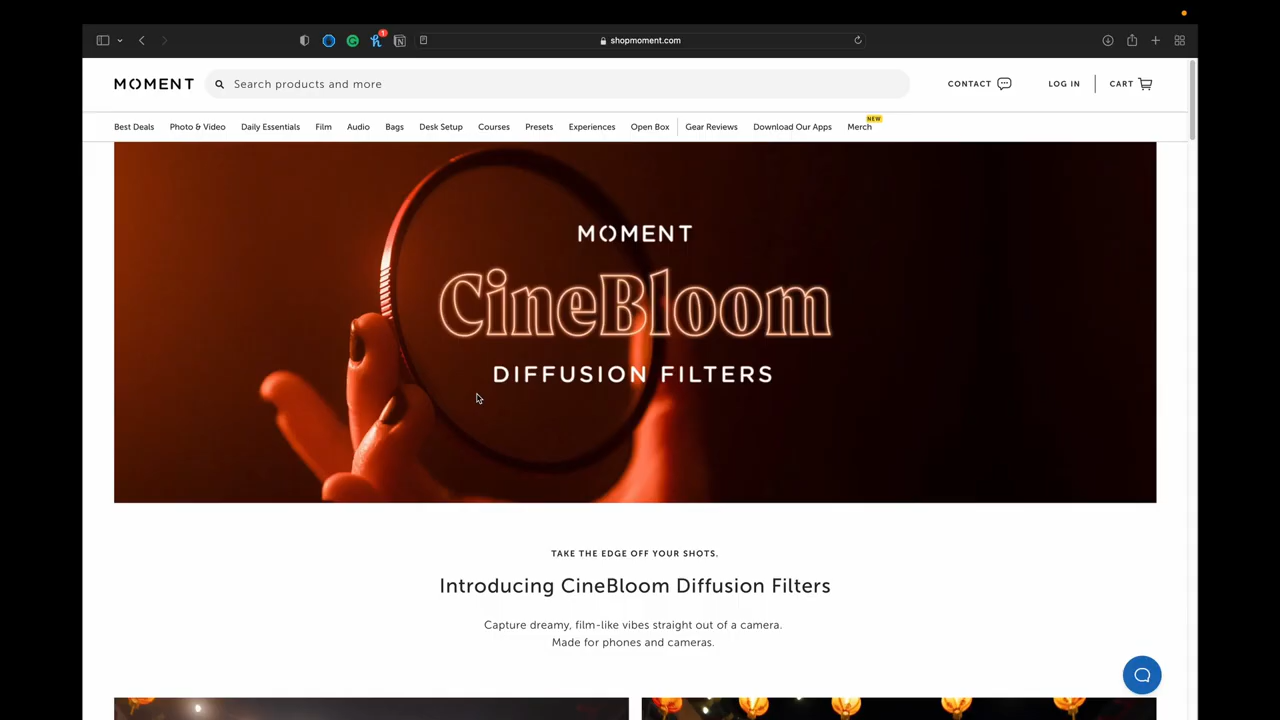 shopmoment.com
1
MOMENT
Search products and more
CONTACT
LOG IN
CART
Best Deals
Photo & Video
Daily Essentials
Film
Audio
Bags
Desk Setup
Courses
Presets
Experiences
Open Box
Gear Reviews
Download Our Apps
Merch
NEW
MOMENT
CineBloom
DIFFUSION FILTERS
TAKE THE EDGE OFF YOUR SHOTS.
Introducing CineBloom Diffusion Filters
Capture dreamy, film-like vibes straight out of a camera.
Made for phones and cameras.